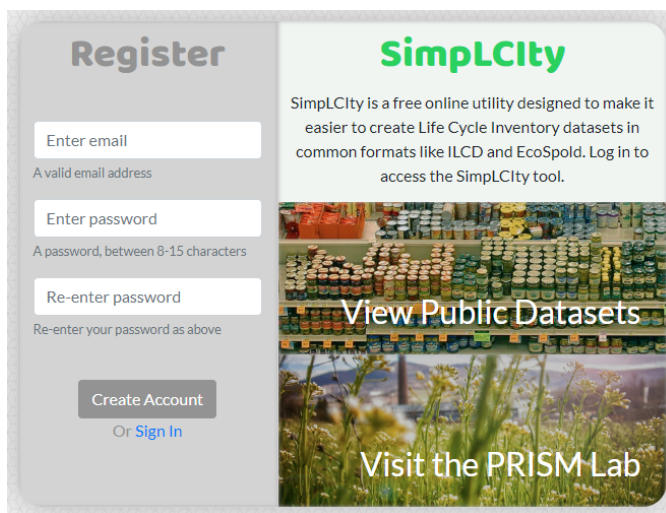 Register
Enter email
A valid email address
Enter password
A password, between 8-15 characters
Re-enter password
Re-enter your password as above
Create Account
Or Sign In
SimpLCIty
SimpLCIty is a free online utility designed to make it
easier to create Life Cycle Inventory datasets in
common formats like ILCD and EcoSpold. Log in to
access the SimpLCIty tool.
View Public Datasets
Visit the PRISM Lab